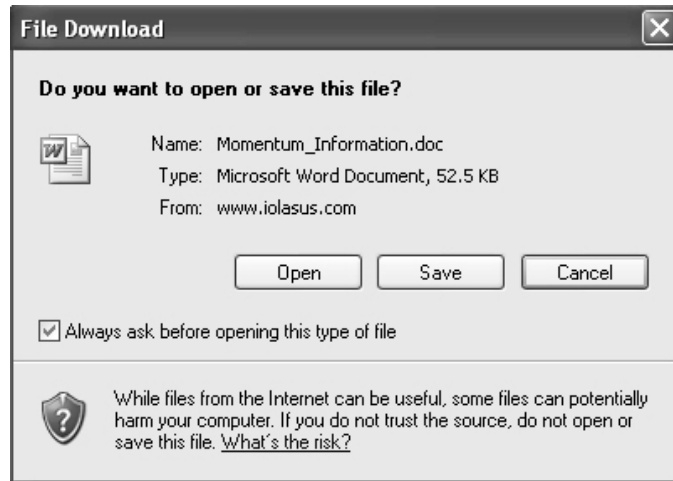 File Download
Do you want to open or save this file?
Name: Momentum_Information.doc
Type: Microsoft Word Document, 52.5 KB
From: www.iolasus.com
Open Save Cancel
Always ask before opening this type of file
While files from the Internet can be useful, some files can potentially
harm your computer. If you do not trust the source, do not open or
save this file. What's the risk?